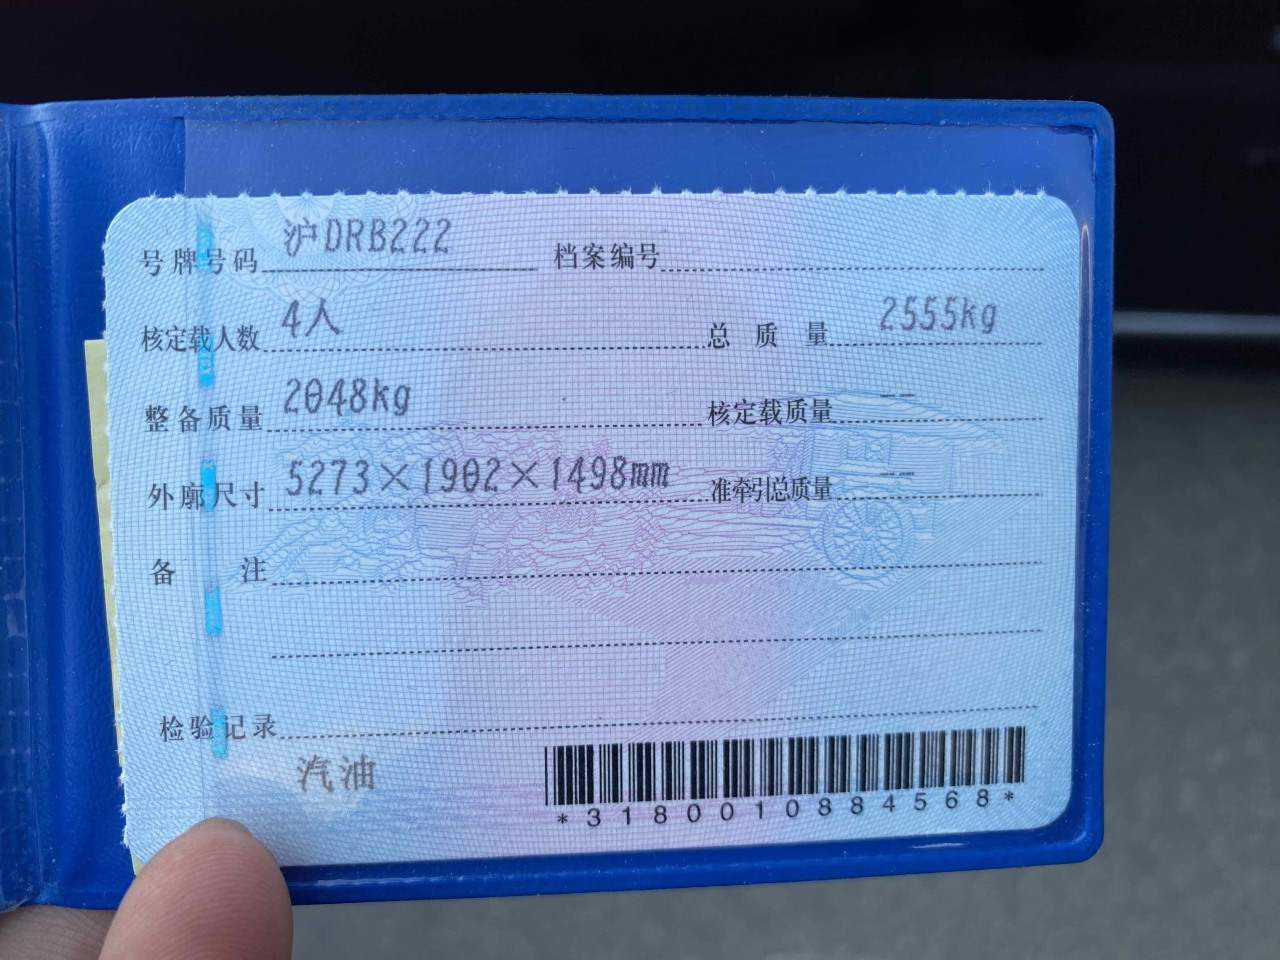 号牌号码 沪DRB222 档案编号
核定载人数 4人 总质量 2555kg
整备质量 2048kg 核定载质量 --
外廓尺寸 5273×1902×1498mm 准牵引总质量 --
备注
检验记录
汽油
*3180010884568*